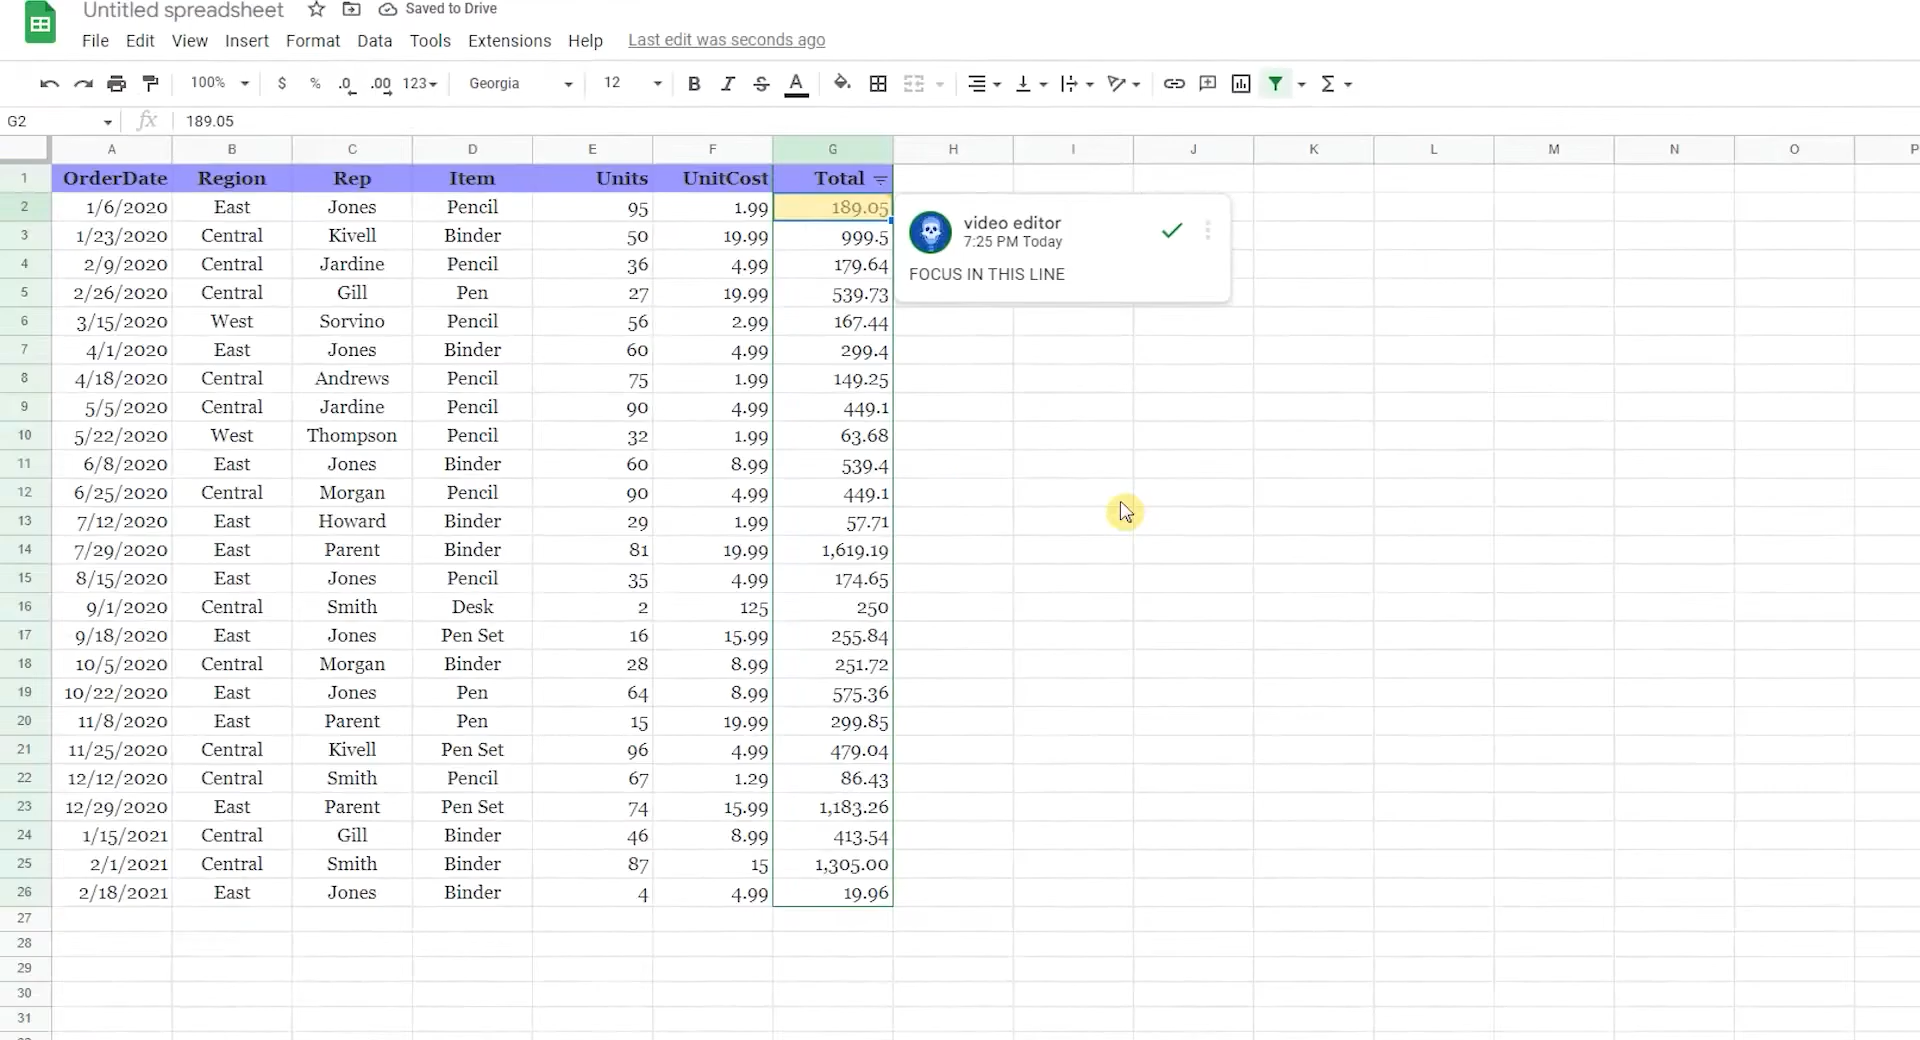 Untitled spreadsheet Saved to Drive
File Edit View Insert Format Data Tools Extensions Help Last edit was seconds ago
100% $ % .0 .00 123 Georgia 12 B I S A Σ
G2 fx 189.05
A B C D E F G H I J K L M N O P
1 OrderDate Region Rep Item Units UnitCost Total
2 1/6/2020 East Jones Pencil 95 1.99 189.05
video editor
7:25 PM Today
FOCUS IN THIS LINE
3 1/23/2020 Central Kivell Binder 50 19.99 999.5
4 2/9/2020 Central Jardine Pencil 36 4.99 179.64
5 2/26/2020 Central Gill Pen 27 19.99 539.73
6 3/15/2020 West Sorvino Pencil 56 2.99 167.44
7 4/1/2020 East Jones Binder 60 4.99 299.4
8 4/18/2020 Central Andrews Pencil 75 1.99 149.25
9 5/5/2020 Central Jardine Pencil 90 4.99 449.1
10 5/22/2020 West Thompson Pencil 32 1.99 63.68
11 6/8/2020 East Jones Binder 60 8.99 539.4
12 6/25/2020 Central Morgan Pencil 90 4.99 449.1
13 7/12/2020 East Howard Binder 29 1.99 57.71
14 7/29/2020 East Parent Binder 81 19.99 1,619.19
15 8/15/2020 East Jones Pencil 35 4.99 174.65
16 9/1/2020 Central Smith Desk 2 125 250
17 9/18/2020 East Jones Pen Set 16 15.99 255.84
18 10/5/2020 Central Morgan Binder 28 8.99 251.72
19 10/22/2020 East Jones Pen 64 8.99 575.36
20 11/8/2020 East Parent Pen 15 19.99 299.85
21 11/25/2020 Central Kivell Pen Set 96 4.99 479.04
22 12/12/2020 Central Smith Pencil 67 1.29 86.43
23 12/29/2020 East Parent Pen Set 74 15.99 1,183.26
24 1/15/2021 Central Gill Binder 46 8.99 413.54
25 2/1/2021 Central Smith Binder 87 15 1,305.00
26 2/18/2021 East Jones Binder 4 4.99 19.96
27
28
29
30
31